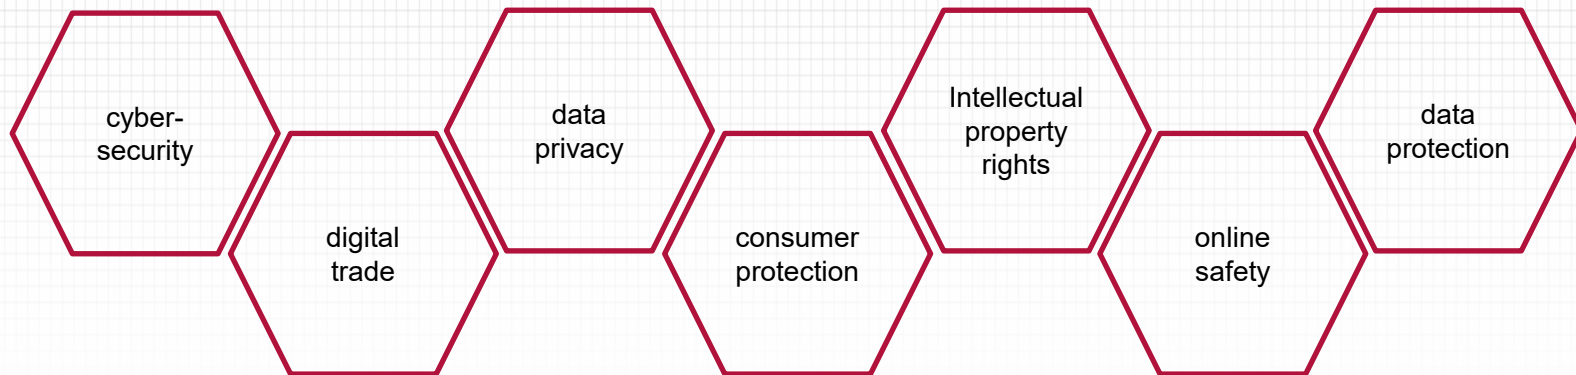 cyber-
security
digital
trade
data
privacy
consumer
protection
Intellectual
property
rights
online
safety
data
protection